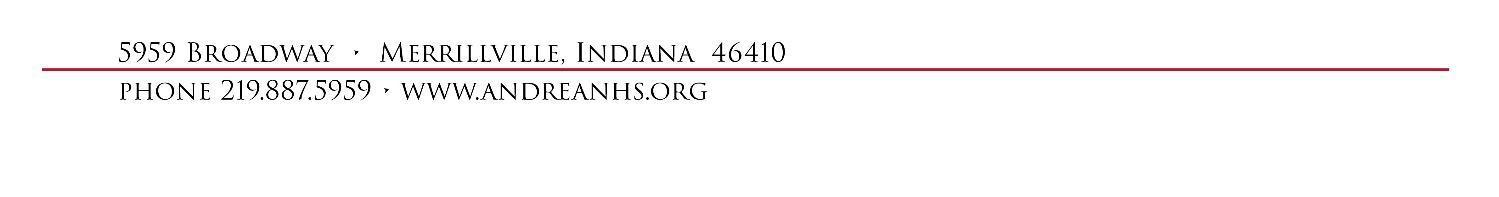 5959 Broadway · Merrillville, Indiana 46410
phone 219.887.5959 · www.andreanhs.org